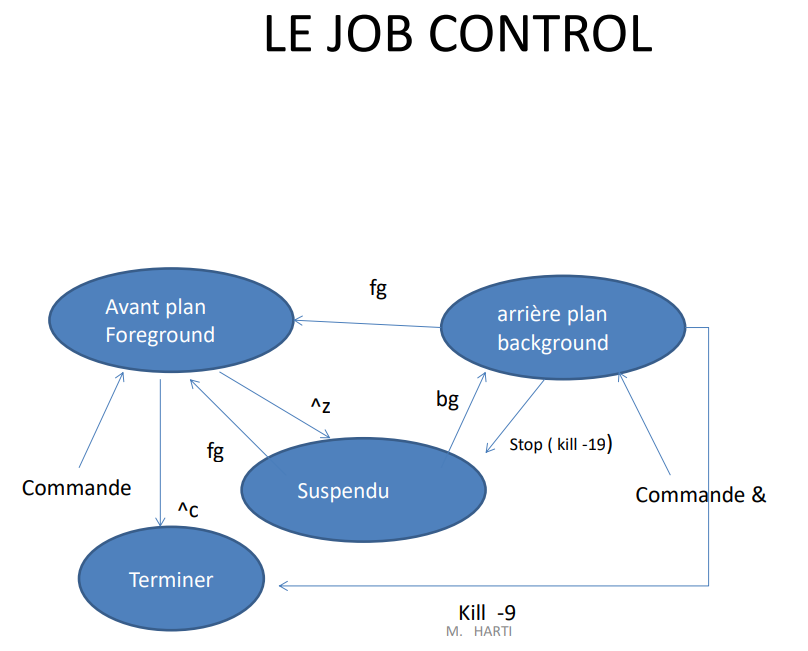 LE JOB CONTROL
fg
Avant plan
Foreground
arrière plan
background
^z
bg
fg
Stop ( kill -19)
Commande
Suspendu
Commande &
^c
Terminer
Kill -9
M. HARTI